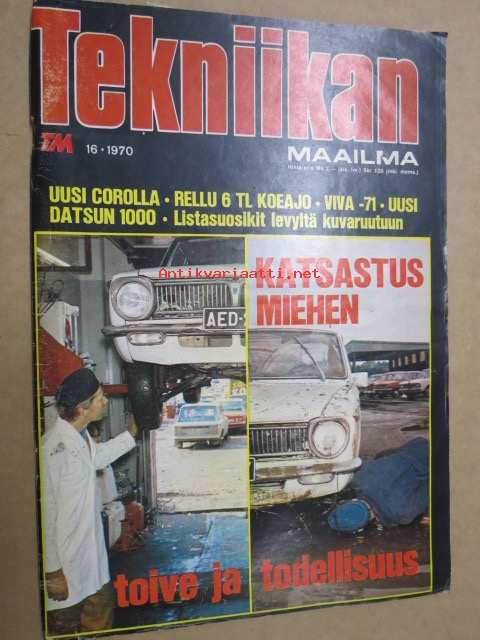 Tekniikan
TM 16 • 1970
MAAILMA
UUSI COROLLA • RELLU 6 TL KOEAJO • VIVA -71 • UUSI
DATSUN 1000 • Listasuosikit levyltä kuvaruutuun
Antikvariaatti.net
KATSASTUS
MIEHEN
AED-
toive ja todellisuus